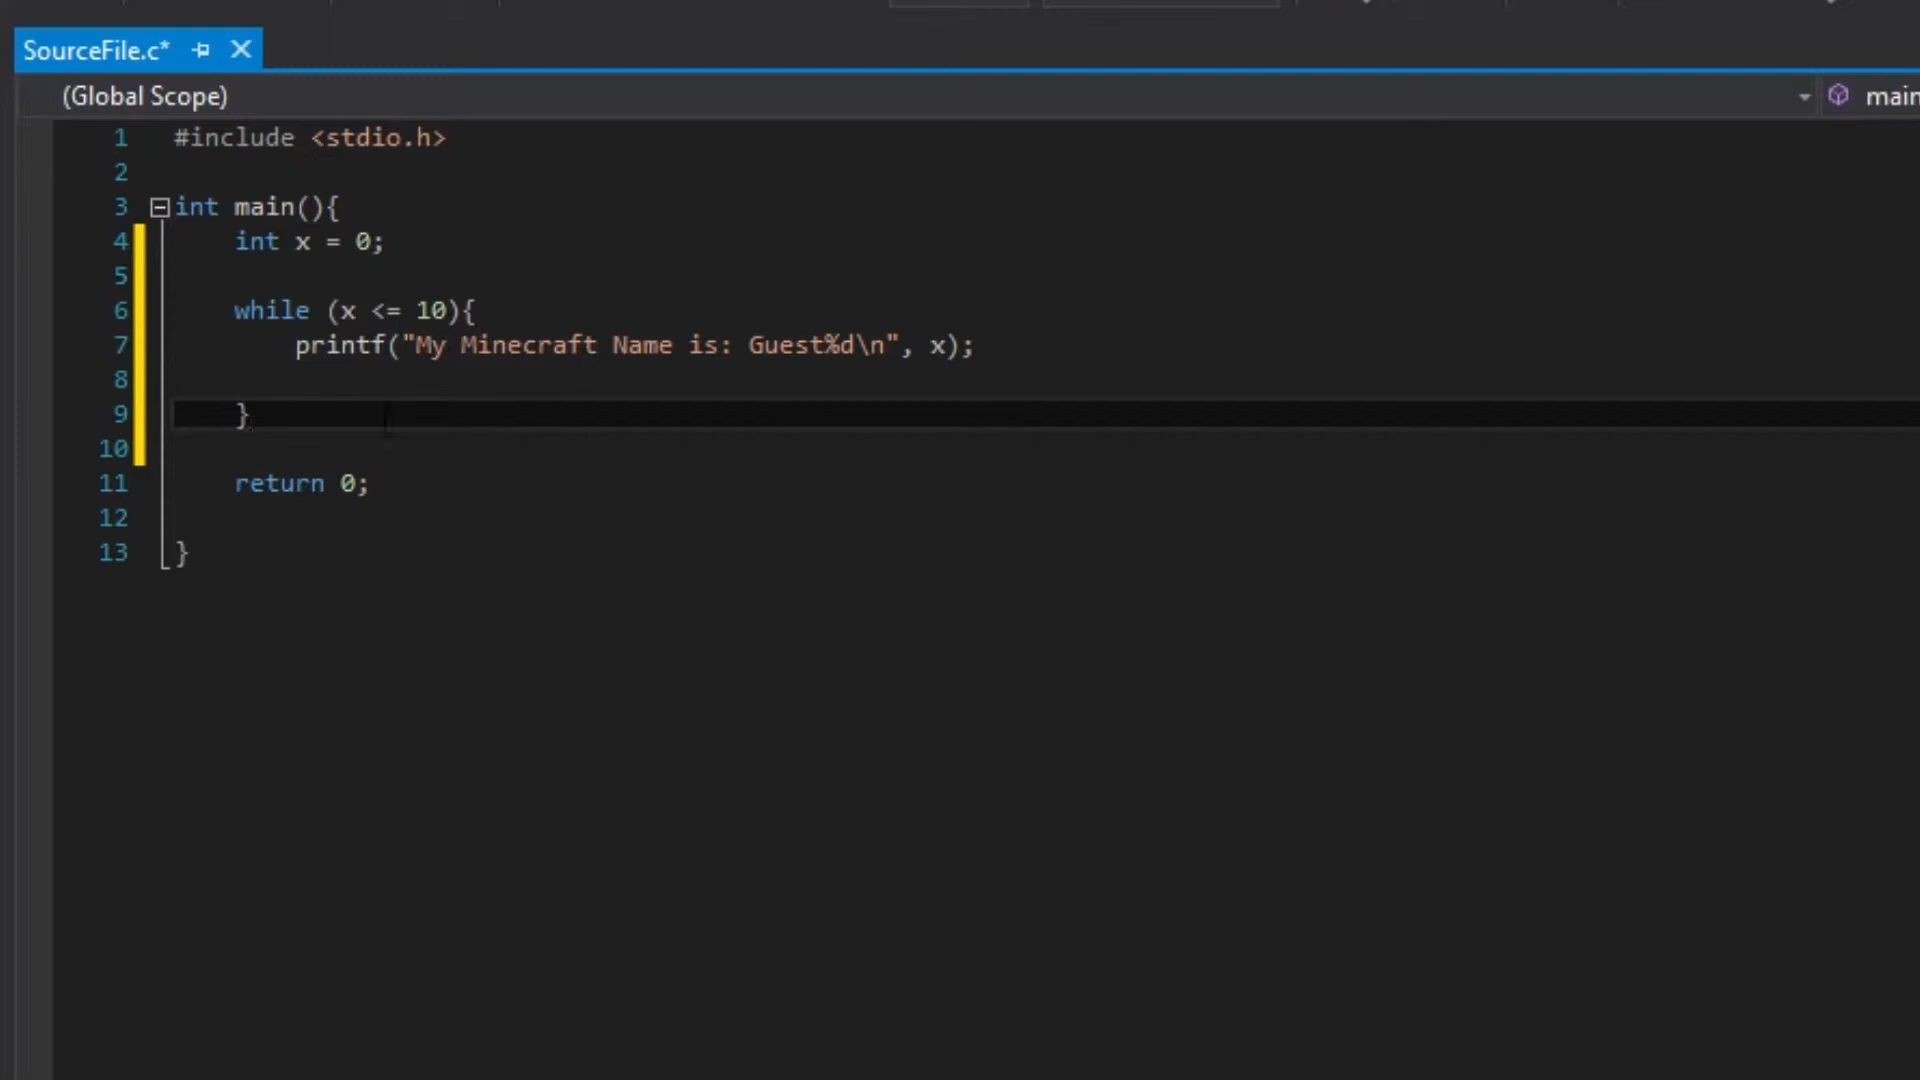 SourceFile.c*
(Global Scope) main
1 #include <stdio.h>
2
3 int main(){
4     int x = 0;
5
6     while (x <= 10){
7         printf("My Minecraft Name is: Guest%d\n", x);
8
9     }
10
11     return 0;
12
13 }